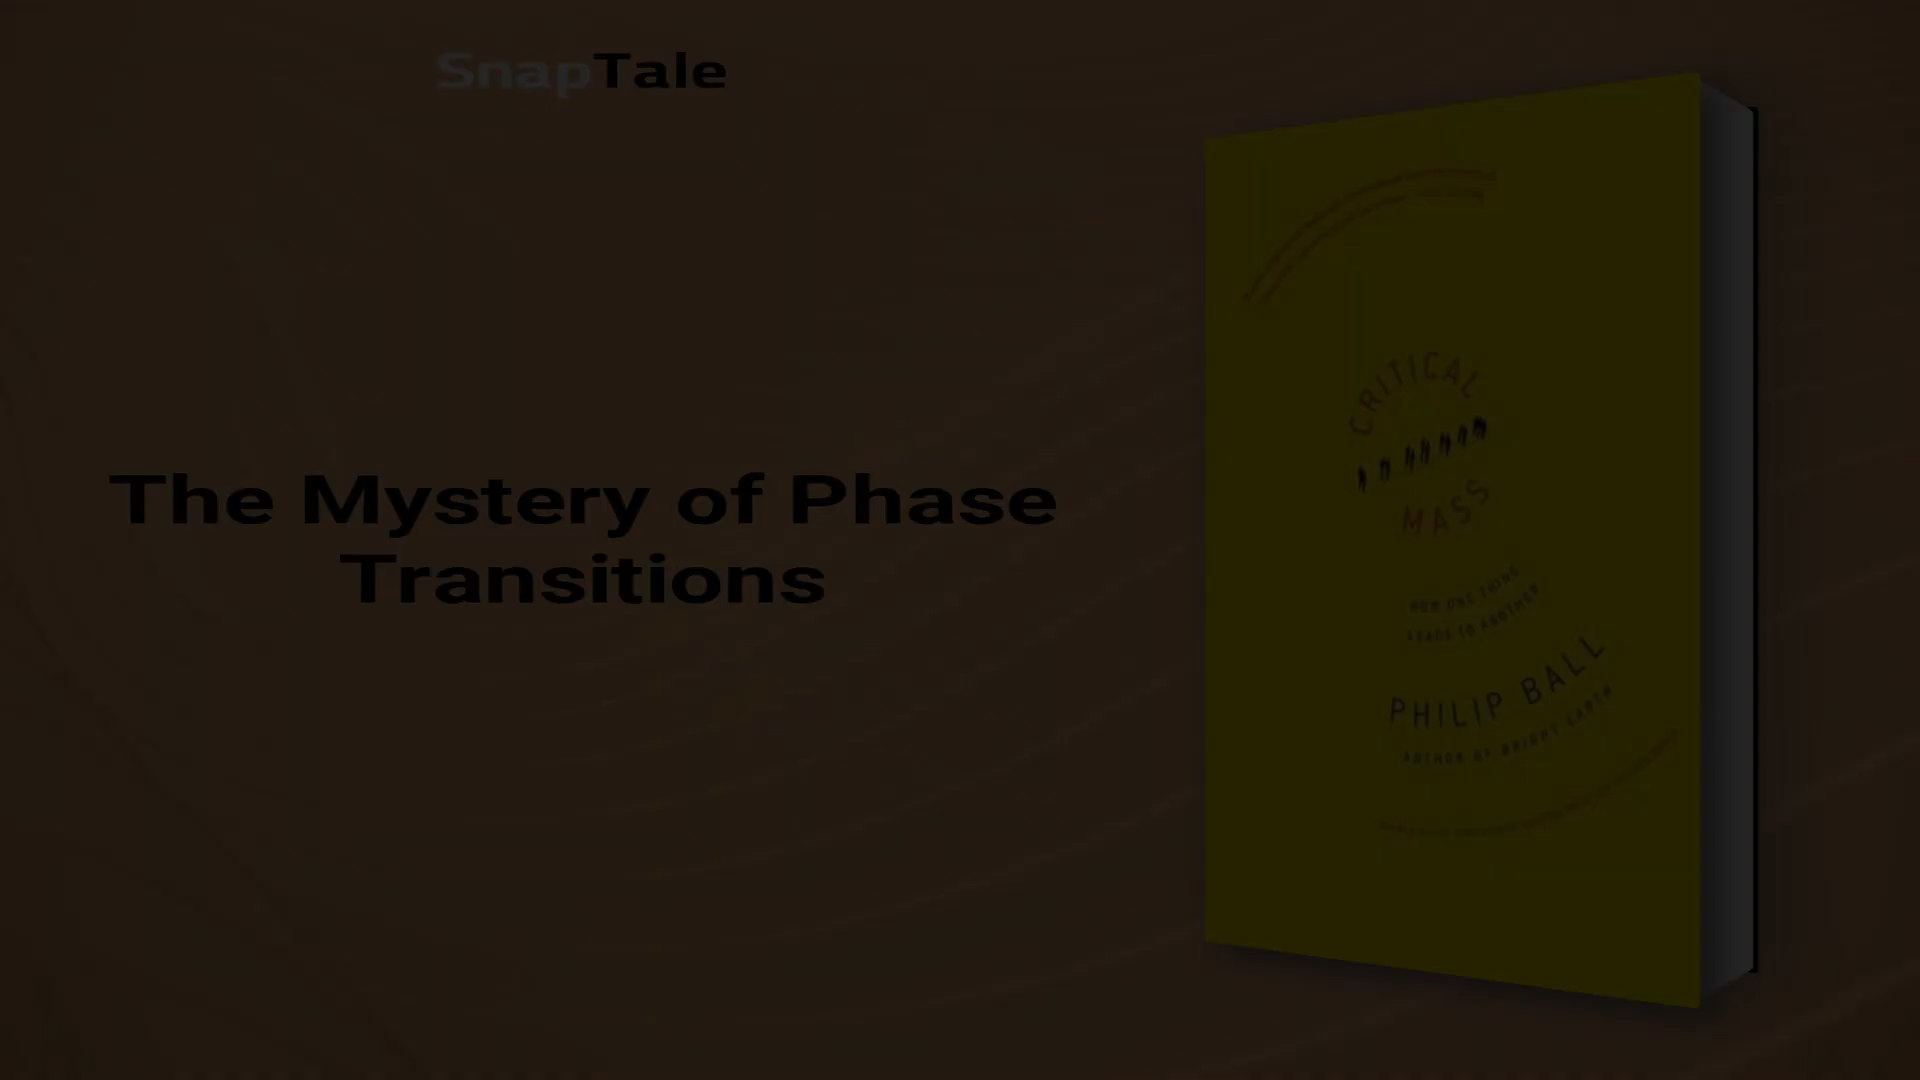 SnapTale
The Mystery of Phase
Transitions
CRITICAL
MASS
HOW ONE THING
LEADS TO ANOTHER
PHILIP BALL
AUTHOR OF BRIGHT EARTH